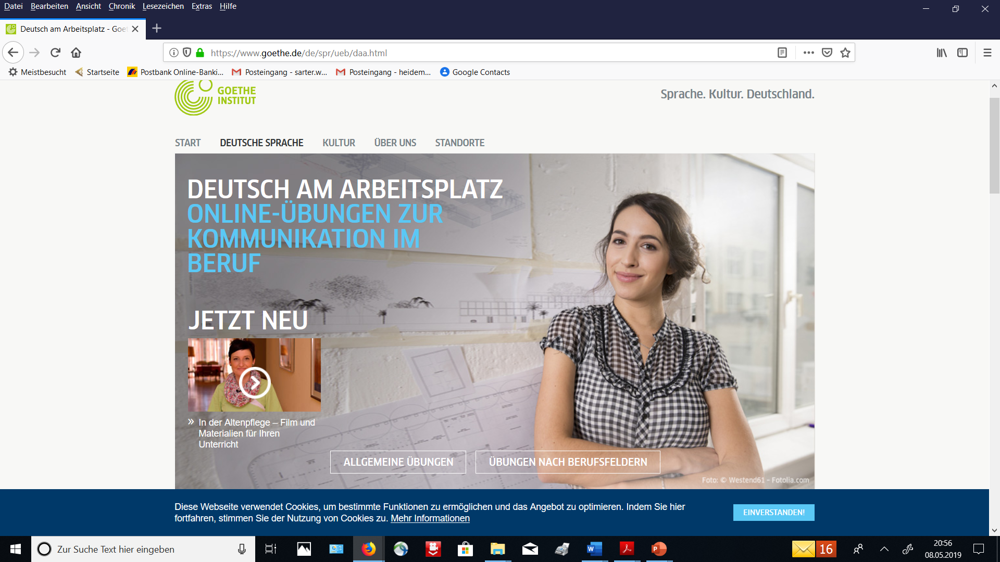 Datei Bearbeiten Ansicht Chronik Lesezeichen Extras Hilfe
Deutsch am Arbeitsplatz - Goet
https://www.goethe.de/de/spr/ueb/daa.html
Meistbesucht Startseite Postbank Online-Banki... Posteingang - sarter.w... Posteingang - heidem... Google Contacts
GOETHE
INSTITUT
Sprache. Kultur. Deutschland.
START DEUTSCHE SPRACHE KULTUR ÜBER UNS STANDORTE
DEUTSCH AM ARBEITSPLATZ
ONLINE-ÜBUNGEN ZUR
KOMMUNIKATION IM
BERUF
JETZT NEU
» In der Altenpflege – Film und
Materialien für Ihren
Unterricht
ALLGEMEINE ÜBUNGEN ÜBUNGEN NACH BERUFSFELDERN
Foto: © Westend61 – Fotolia.com
Diese Webseite verwendet Cookies, um bestimmte Funktionen zu ermöglichen und das Angebot zu optimieren. Indem Sie hier
fortfahren, stimmen Sie der Nutzung von Cookies zu. Mehr Informationen
EINVERSTANDEN!
Zur Suche Text hier eingeben
16
20:56
08.05.2019